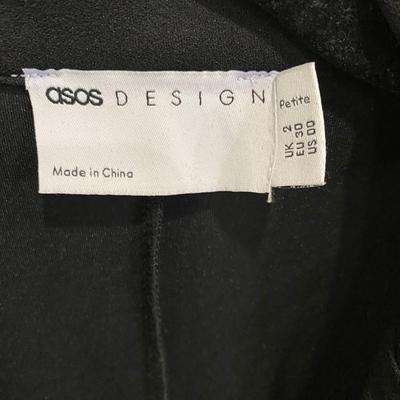 asos DESIGN
Made in China
Petite
UK 2
EU 30
US 00